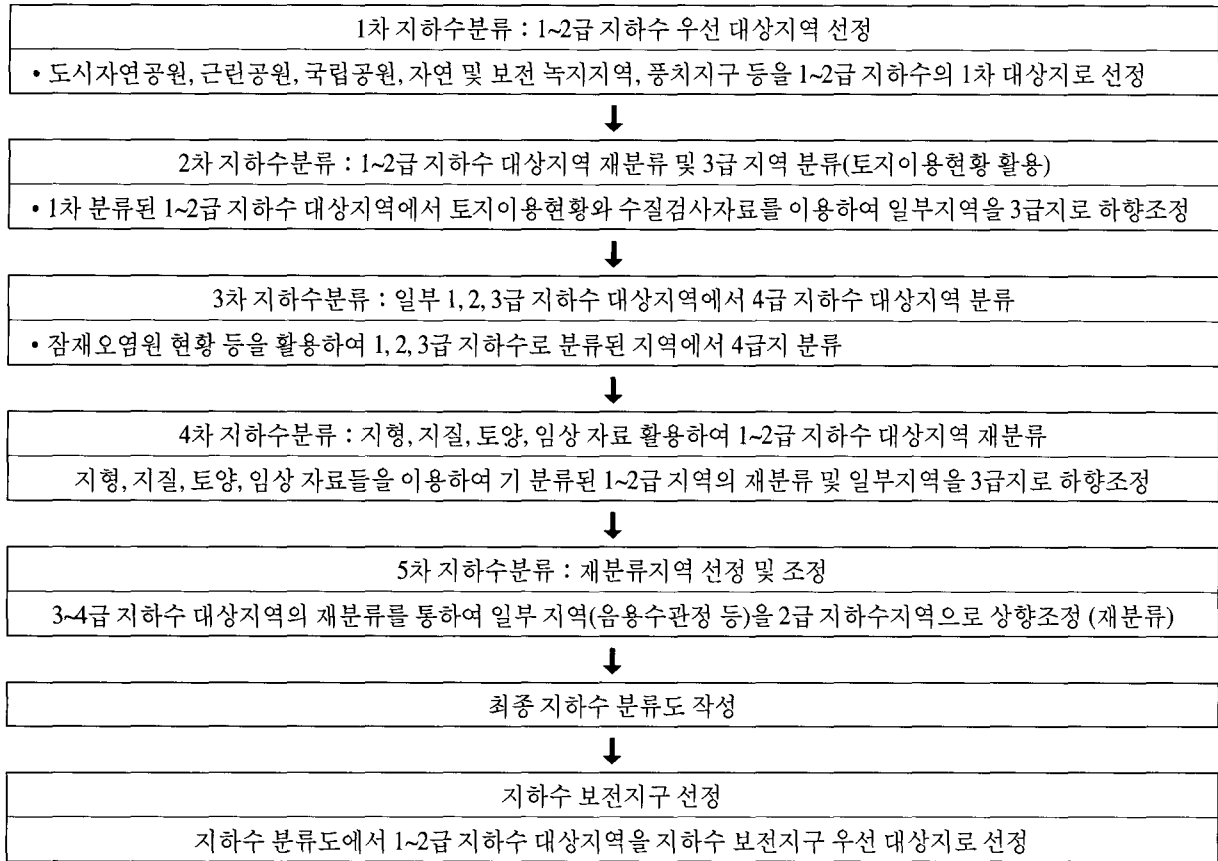 1차 지하수분류 : 1~2급 지하수 우선 대상지역 선정
• 도시자연공원, 근린공원, 국립공원, 자연 및 보전 녹지지역, 풍치지구 등을 1~2급 지하수의 1차 대상지로 선정
↓
2차 지하수분류 : 1~2급 지하수 대상지역 재분류 및 3급 지역 분류(토지이용현황 활용)
• 1차 분류된 1~2급 지하수 대상지역에서 토지이용현황와 수질검사자료를 이용하여 일부지역을 3급지로 하향조정
↓
3차 지하수분류 : 일부 1, 2, 3급 지하수 대상지역에서 4급 지하수 대상지역 분류
• 잠재오염원 현황 등을 활용하여 1, 2, 3급 지하수로 분류된 지역에서 4급지 분류
↓
4차 지하수분류 : 지형, 지질, 토양, 임상 자료 활용하여 1~2급 지하수 대상지역 재분류
지형, 지질, 토양, 임상 자료들을 이용하여 기 분류된 1~2급 지역의 재분류 및 일부지역을 3급지로 하향조정
↓
5차 지하수분류 : 재분류지역 선정 및 조정
3~4급 지하수 대상지역의 재분류를 통하여 일부 지역(음용수관정 등)을 2급 지하수지역으로 상향조정 (재분류)
↓
최종 지하수 분류도 작성
↓
지하수 보전지구 선정
지하수 분류도에서 1~2급 지하수 대상지역을 지하수 보전지구 우선 대상지로 선정